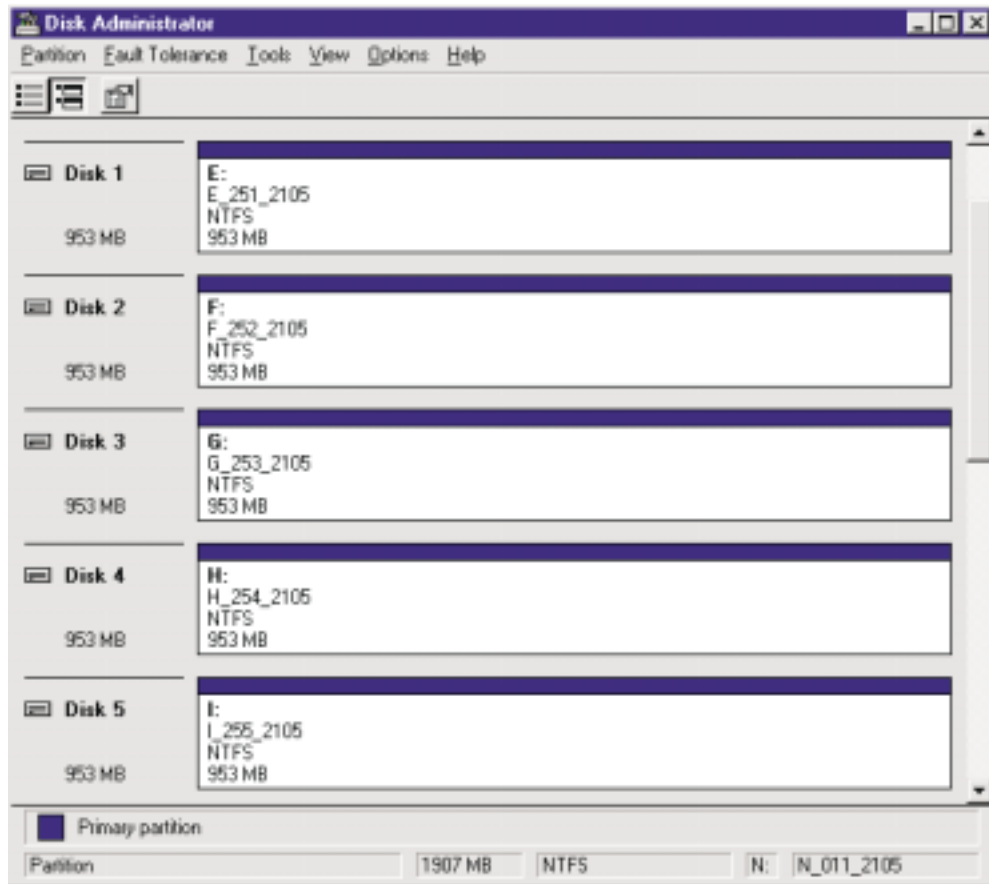 Disk Administrator
Partition Fault Tolerance Tools View Options Help
Disk 1
953 MB
E:
E_251_2105
NTFS
953 MB
Disk 2
953 MB
F:
F_252_2105
NTFS
953 MB
Disk 3
953 MB
G:
G_253_2105
NTFS
953 MB
Disk 4
953 MB
H:
H_254_2105
NTFS
953 MB
Disk 5
953 MB
I:
I_255_2105
NTFS
953 MB
Primary partition
Partition 1907 MB NTFS N: N_011_2105